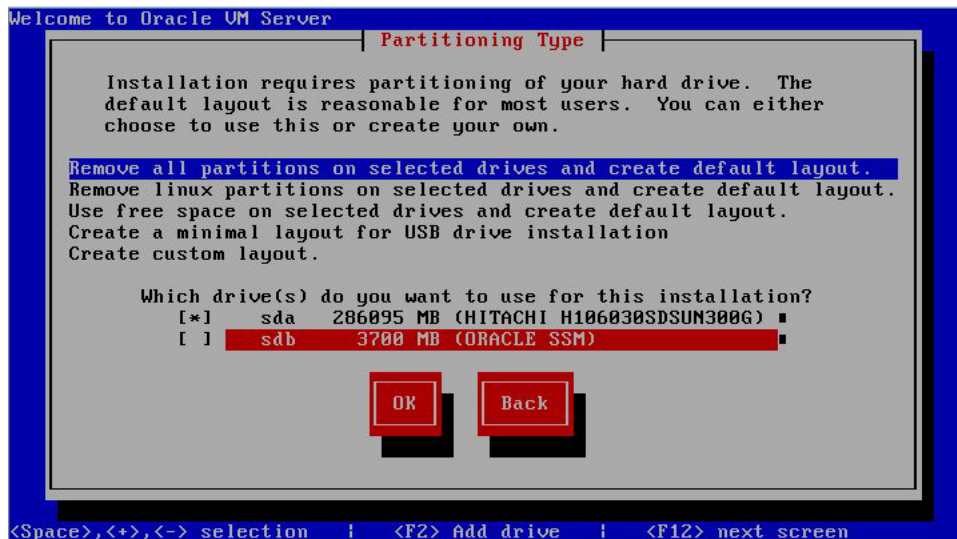 Welcome to Oracle VM Server
Partitioning Type
Installation requires partitioning of your hard drive. The
default layout is reasonable for most users. You can either
choose to use this or create your own.
Remove all partitions on selected drives and create default layout.
Remove linux partitions on selected drives and create default layout.
Use free space on selected drives and create default layout.
Create a minimal layout for USB drive installation
Create custom layout.
Which drive(s) do you want to use for this installation?
[*] sda 286095 MB (HITACHI H106030SDSUN300G)
[ ] sdb 3700 MB (ORACLE SSM)
OK Back
<Space>,<+>,<-> selection | <F2> Add drive | <F12> next screen